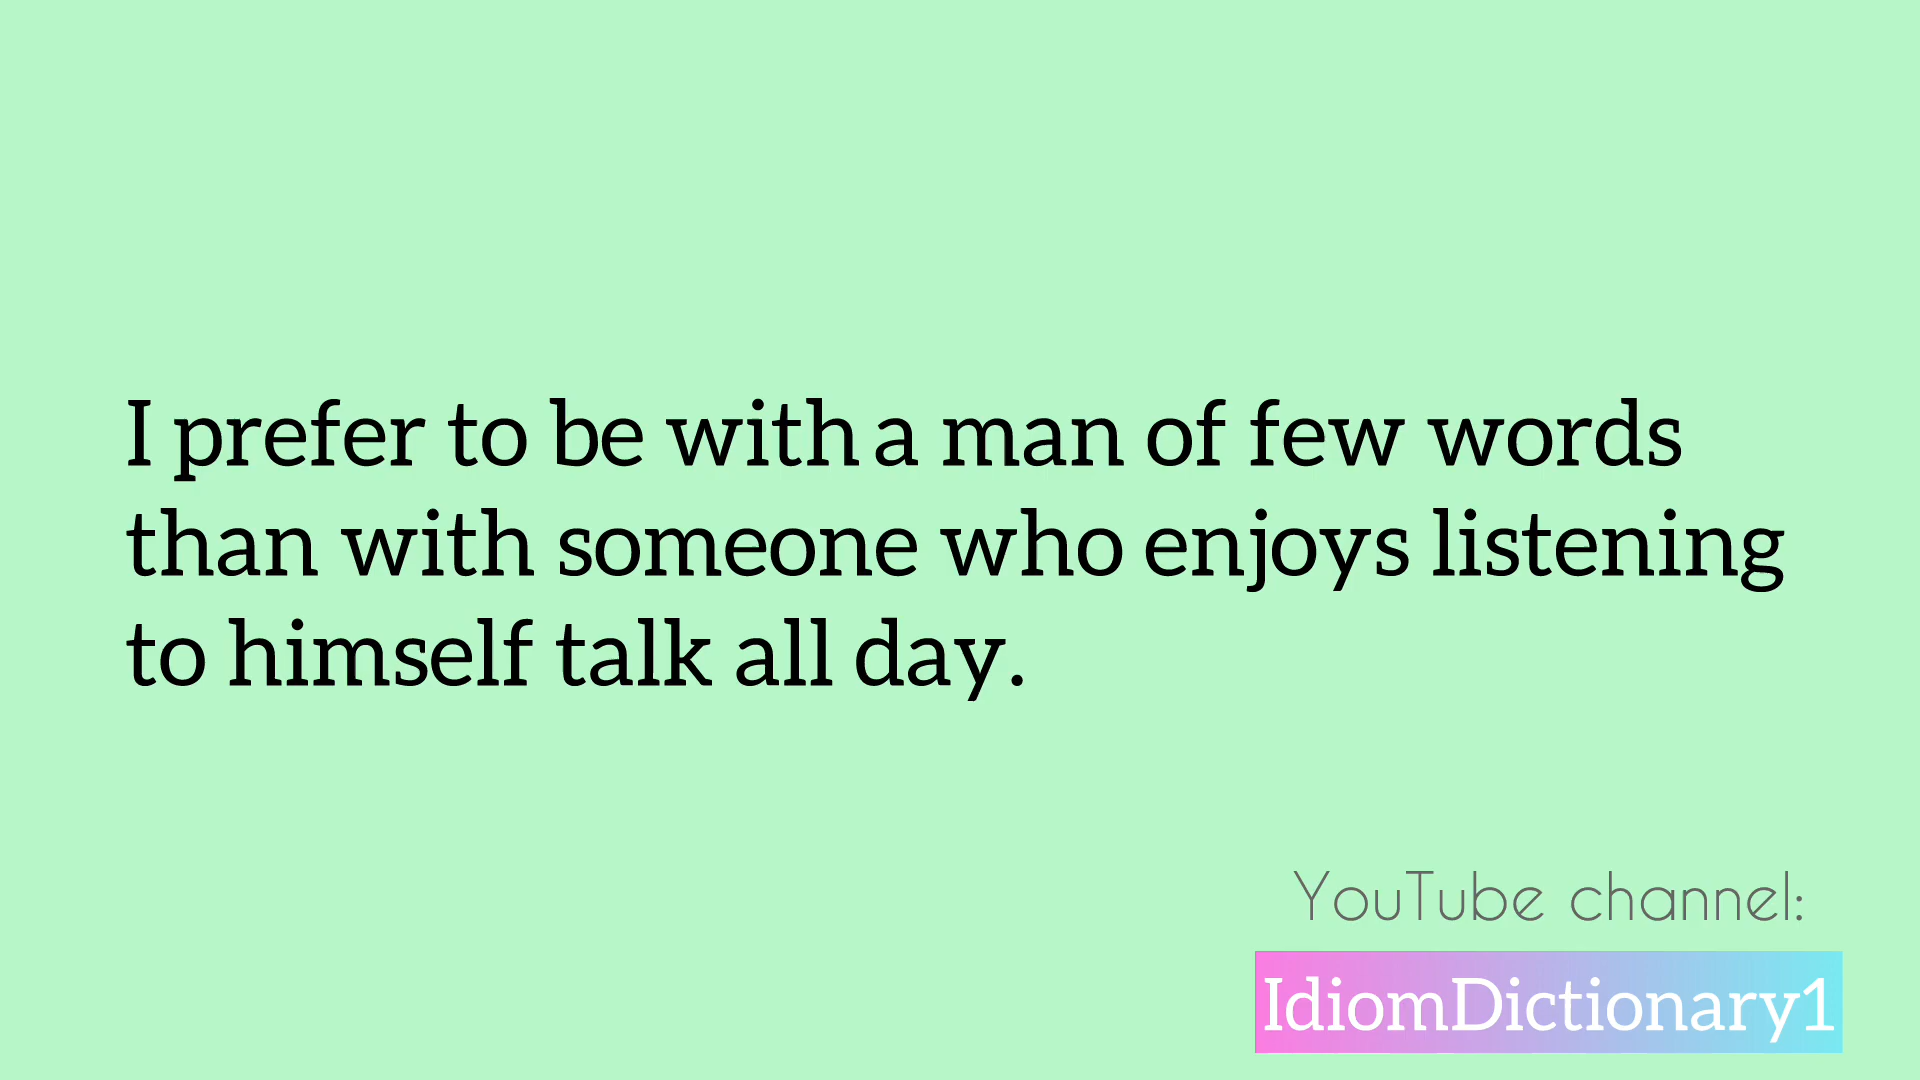 I prefer to be with a man of few words
than with someone who enjoys listening
to himself talk all day.
YouTube channel:
IdiomDictionary1